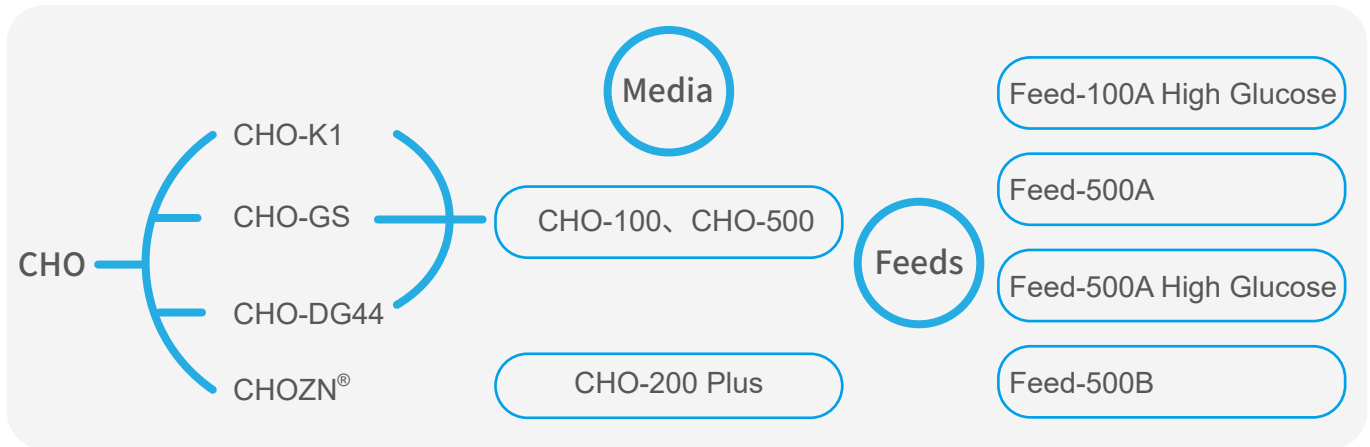 CHO
CHO-K1
CHO-GS
CHO-DG44
CHOZN®
Media
CHO-100、CHO-500
CHO-200 Plus
Feeds
Feed-100A High Glucose
Feed-500A
Feed-500A High Glucose
Feed-500B